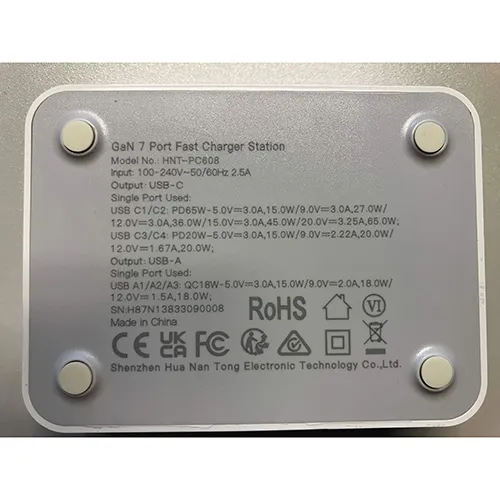 GaN 7 Port Fast Charger Station
Model No.: HNT-PC608
Input: 100-240V~50/60Hz 2.5A
Output: USB-C
Single Port Used:
USB C1/C2: PD65W-5.0V⎓3.0A,15.0W/9.0V⎓3.0A,27.0W/
12.0V⎓3.0A,36.0W/15.0V⎓3.0A,45.0W/20.0V⎓3.25A,65.0W;
USB C3/C4: PD20W-5.0V⎓3.0A,15.0W/9.0V⎓2.22A,20.0W/
12.0V⎓1.67A,20.0W;
Output: USB-A
Single Port Used:
USB A1/A2/A3: QC18W-5.0V⎓3.0A,15.0W/9.0V⎓2.0A,18.0W/
12.0V⎓1.5A,18.0W;
SN:H87N13833090008
Made in China
RoHS
VI
CE UK CA FC
Shenzhen Hua Nan Tong Electronic Technology Co.,Ltd.